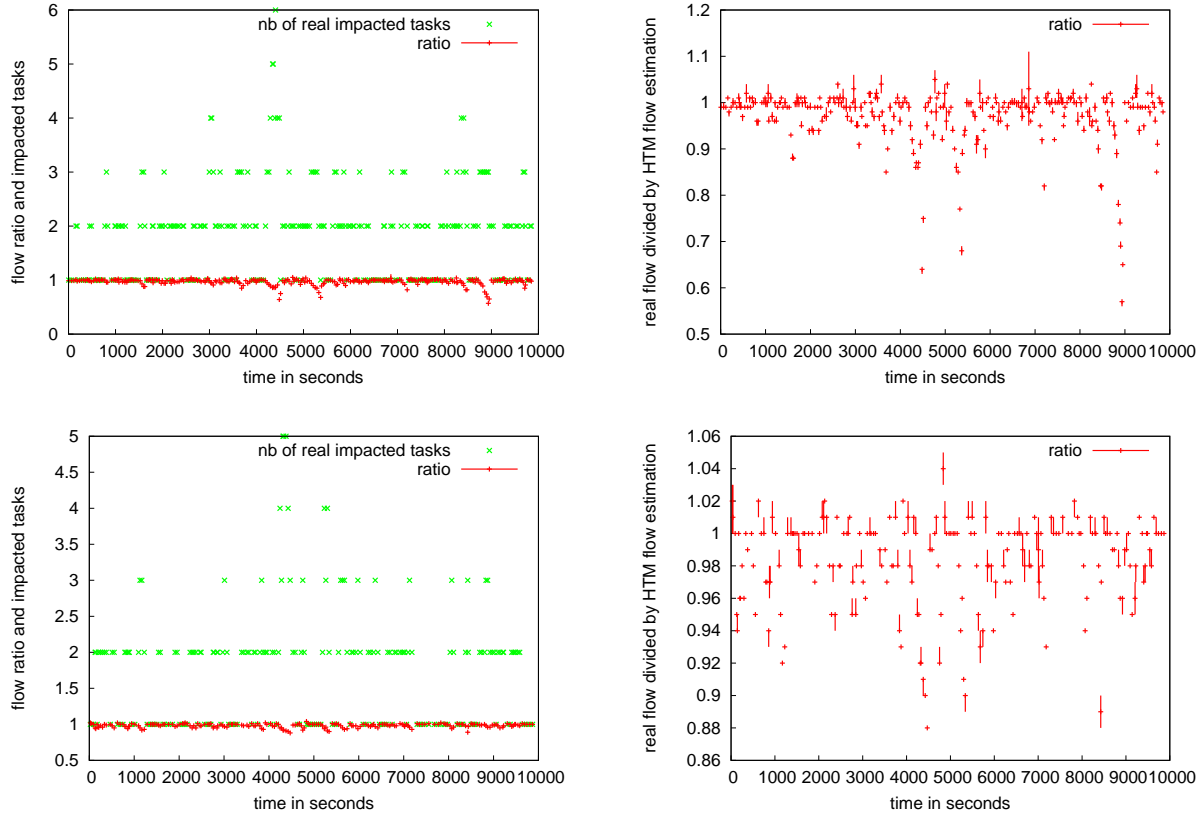 nb of real impacted tasks
ratio
flow ratio and impacted tasks
6
5
4
3
2
1
0
0 1000 2000 3000 4000 5000 6000 7000 8000 9000 10000
time in seconds
ratio
real flow divided by HTM flow estimation
1.2
1.1
1
0.9
0.8
0.7
0.6
0.5
0 1000 2000 3000 4000 5000 6000 7000 8000 9000 10000
time in seconds
nb of real impacted tasks
ratio
flow ratio and impacted tasks
5
4.5
4
3.5
3
2.5
2
1.5
1
0.5
0 1000 2000 3000 4000 5000 6000 7000 8000 9000 10000
time in seconds
ratio
real flow divided by HTM flow estimation
1.06
1.04
1.02
1
0.98
0.96
0.94
0.92
0.9
0.88
0.86
0 1000 2000 3000 4000 5000 6000 7000 8000 9000 10000
time in seconds